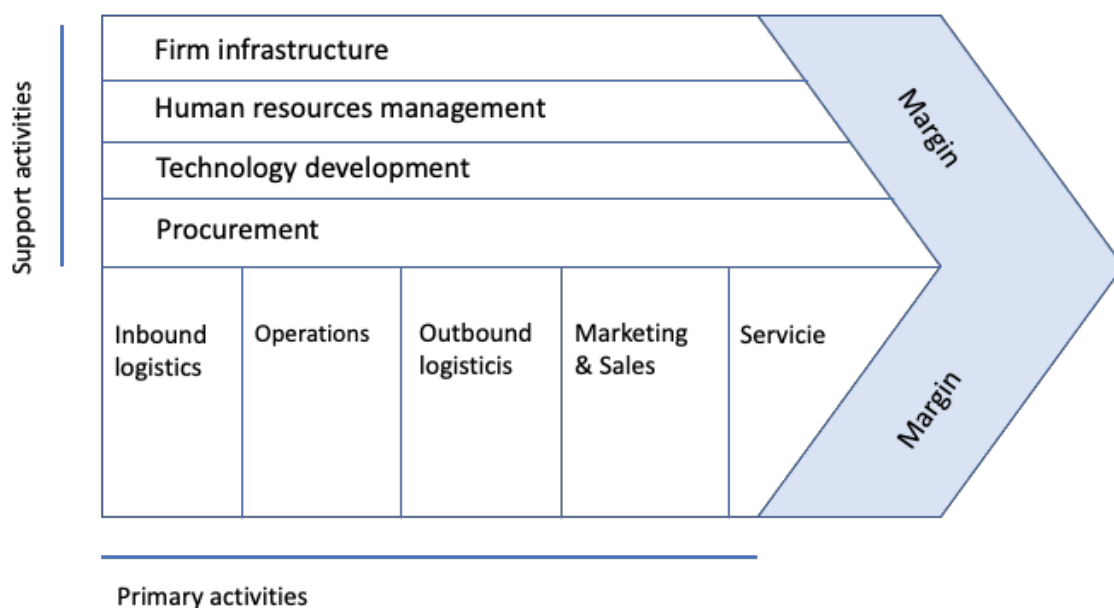 Support activities
Firm infrastructure
Human resources management
Technology development
Procurement
Margin
Inbound
logistics
Operations
Outbound
logisticis
Marketing
& Sales
Servicie
Margin
Primary activities